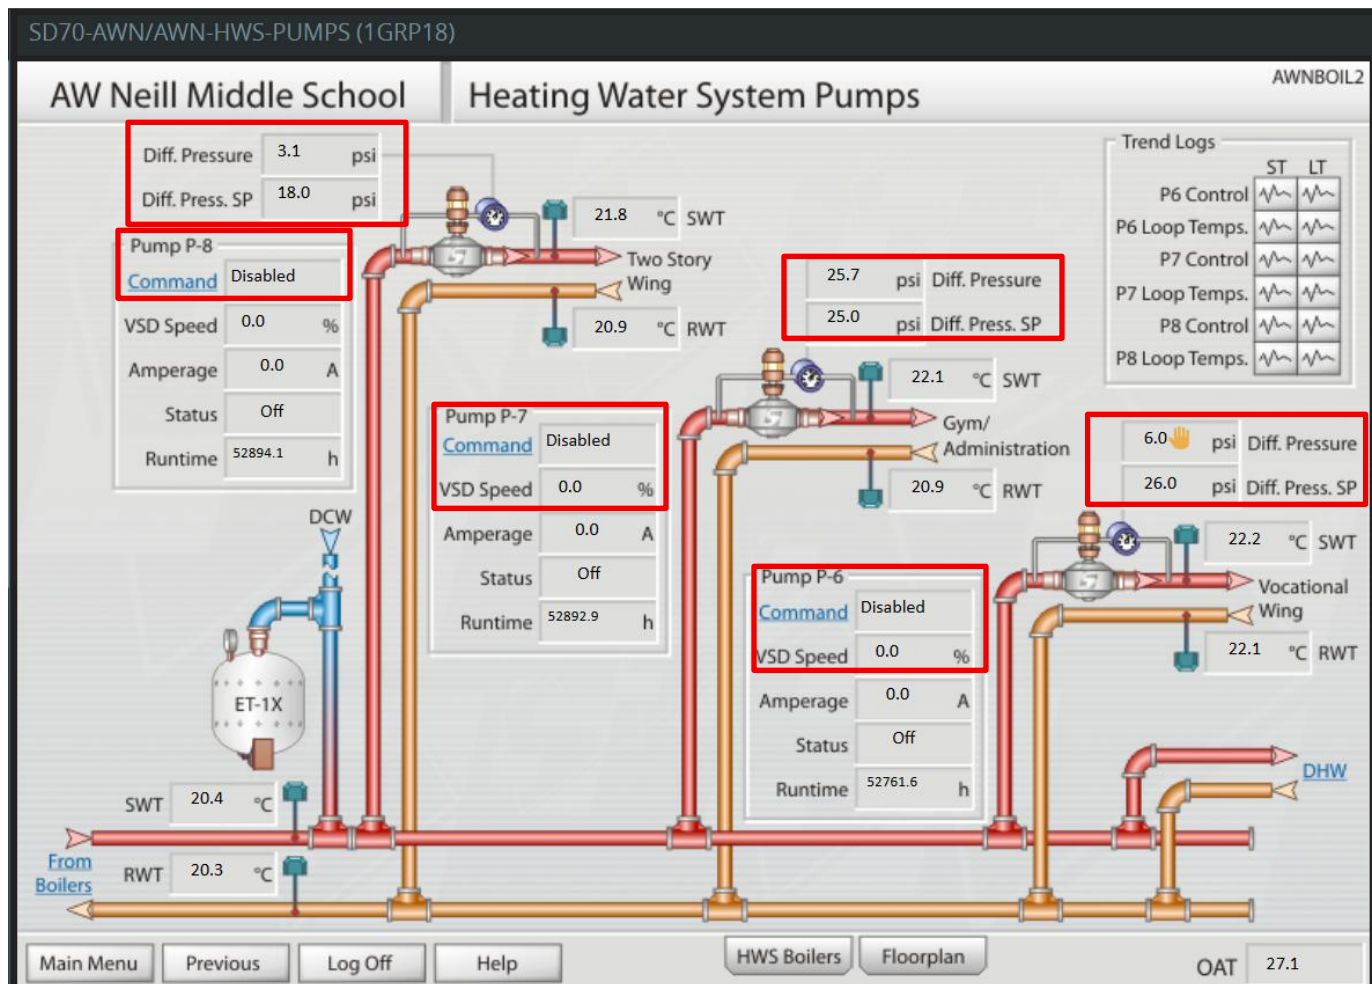 SD70-AWN/AWN-HWS-PUMPS (1GRP18)
AW Neill Middle School
Heating Water System Pumps
AWNBOIL2
Diff. Pressure 3.1 psi
Diff. Press. SP 18.0 psi
Pump P-8
Command Disabled
VSD Speed 0.0 %
Amperage 0.0 A
Status Off
Runtime 52894.1 h
21.8 °C SWT
Two Story
Wing
20.9 °C RWT
Trend Logs
ST LT
P6 Control
P6 Loop Temps.
P7 Control
P7 Loop Temps.
P8 Control
P8 Loop Temps.
25.7 psi Diff. Pressure
25.0 psi Diff. Press. SP
Pump P-7
Command Disabled
VSD Speed 0.0 %
Amperage 0.0 A
Status Off
Runtime 52892.9 h
22.1 °C SWT
Gym/
Administration
20.9 °C RWT
6.0 psi Diff. Pressure
26.0 psi Diff. Press. SP
Pump P-6
Command Disabled
VSD Speed 0.0 %
Amperage 0.0 A
Status Off
Runtime 52761.6 h
22.2 °C SWT
Vocational
Wing
22.1 °C RWT
DCW
ET-1X
SWT 20.4 °C
From
Boilers
RWT 20.3 °C
DHW
Main Menu
Previous
Log Off
Help
HWS Boilers
Floorplan
OAT 27.1